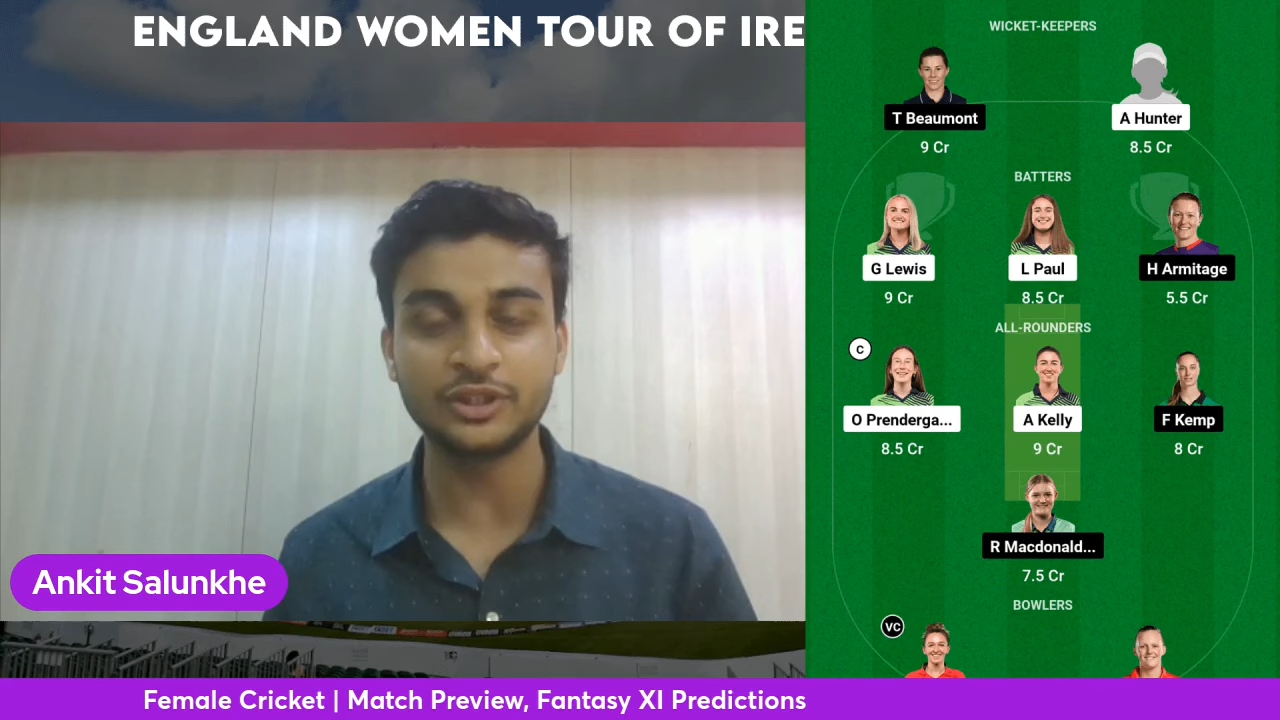 ENGLAND WOMEN TOUR OF IRE
WICKET-KEEPERS
T Beaumont
A Hunter
9 Cr
8.5 Cr
BATTERS
G Lewis
L Paul
H Armitage
9 Cr
8.5 Cr
5.5 Cr
ALL-ROUNDERS
C
O Prenderga...
A Kelly
F Kemp
8.5 Cr
9 Cr
8 Cr
R Macdonald...
7.5 Cr
BOWLERS
VC
Ankit Salunkhe
Female Cricket | Match Preview, Fantasy XI Predictions